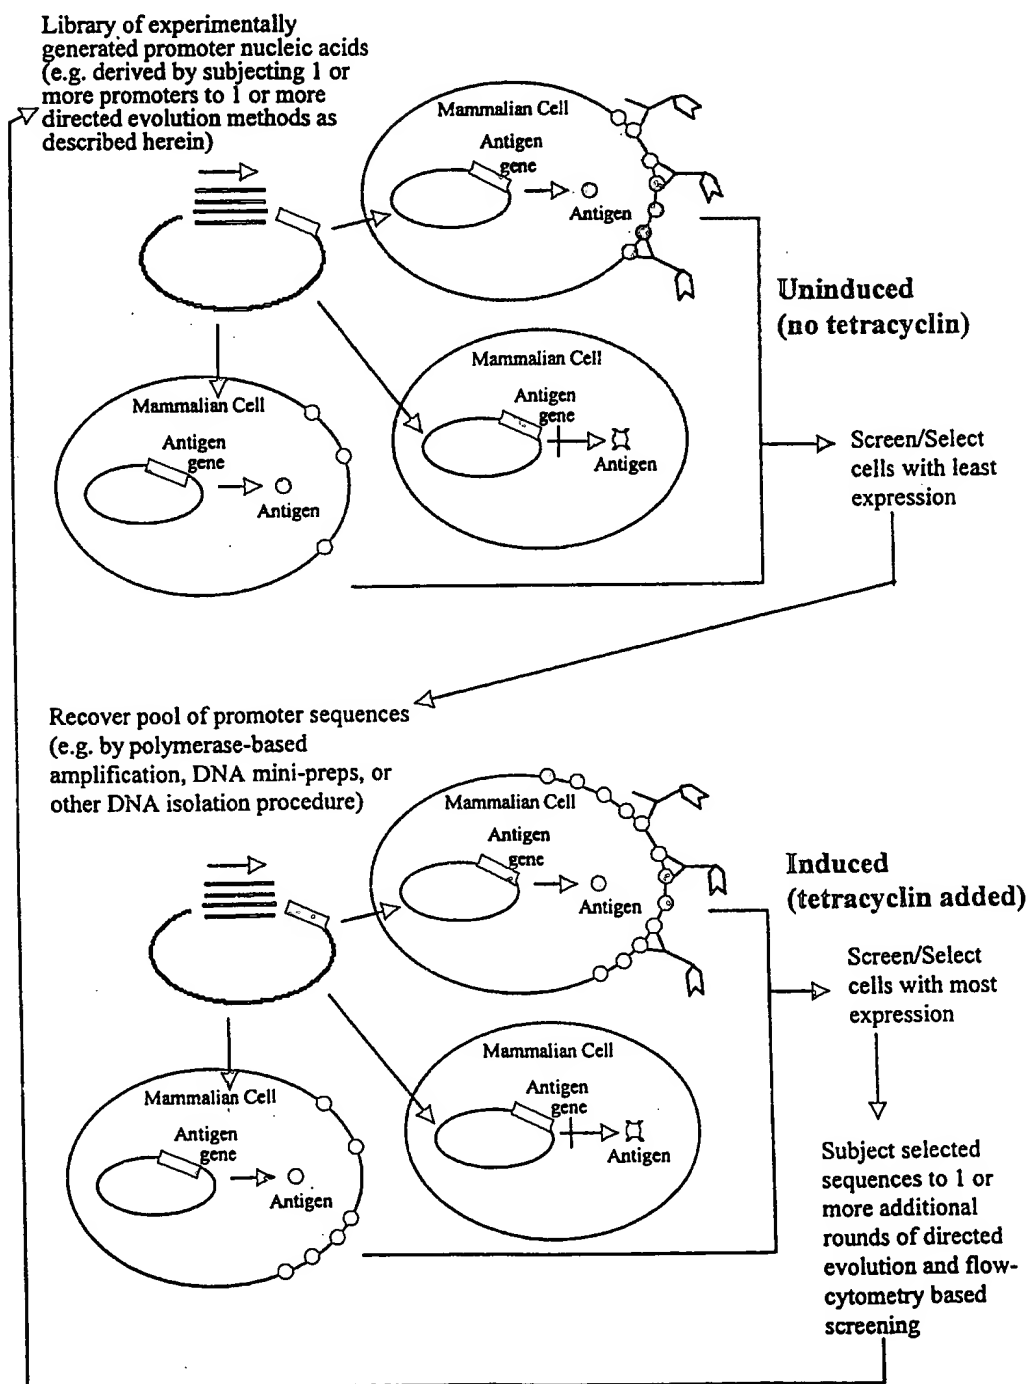 Library of experimentally
generated promoter nucleic acids
(e.g. derived by subjecting 1 or
more promoters to 1 or more
directed evolution methods as
described herein)
Mammalian Cell
Antigen
gene
Antigen
Uninduced
(no tetracyclin)
Mammalian Cell
Antigen
gene
Antigen
Mammalian Cell
Antigen
gene
Antigen
Screen/Select
cells with least
expression
Recover pool of promoter sequences
(e.g. by polymerase-based
amplification, DNA mini-preps, or
other DNA isolation procedure)
Mammalian Cell
Antigen
gene
Antigen
Induced
(tetracyclin added)
Screen/Select
cells with most
expression
Mammalian Cell
Antigen
gene
Antigen
Mammalian Cell
Antigen
gene
Antigen
Subject selected
sequences to 1 or
more additional
rounds of directed
evolution and flow-
cytometry based
screening